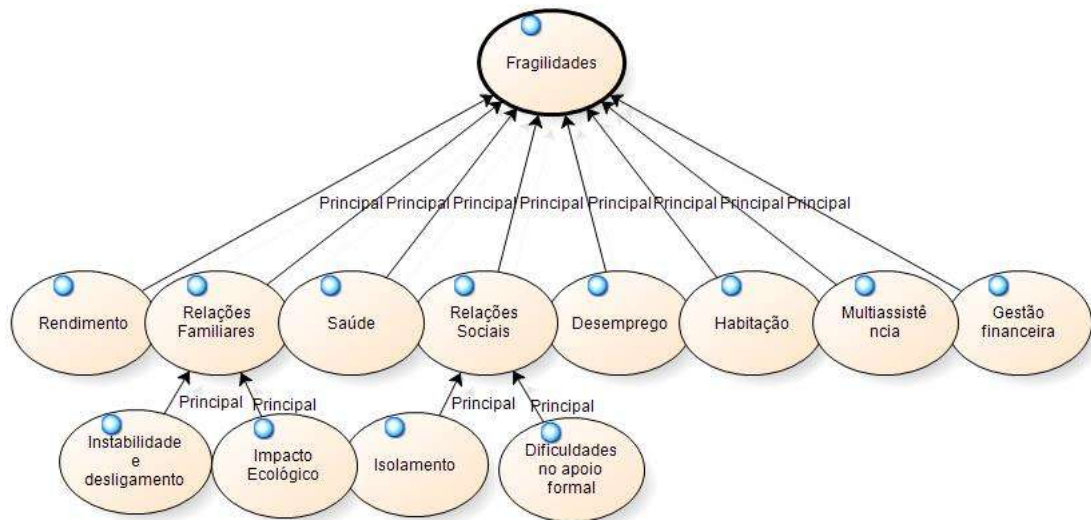 Fragilidades
Principal Principal Principal Principal Principal Principal Principal Principal
Rendimento
Relações
Familiares
Saúde
Relações
Sociais
Desemprego
Habitação
Multiassistê
ncia
Gestão
financeira
Principal
Principal
Principal
Principal
Instabilidade
e
desligamento
Impacto
Ecológico
Isolamento
Dificuldades
no apoio
formal